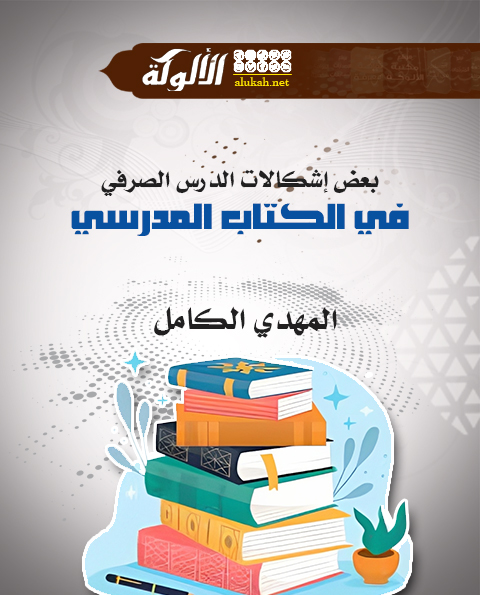 الألوكة
alukah.net
بعض إشكالات الدرس الصرفي
في الكتاب المدرسي
المهدي الكامل